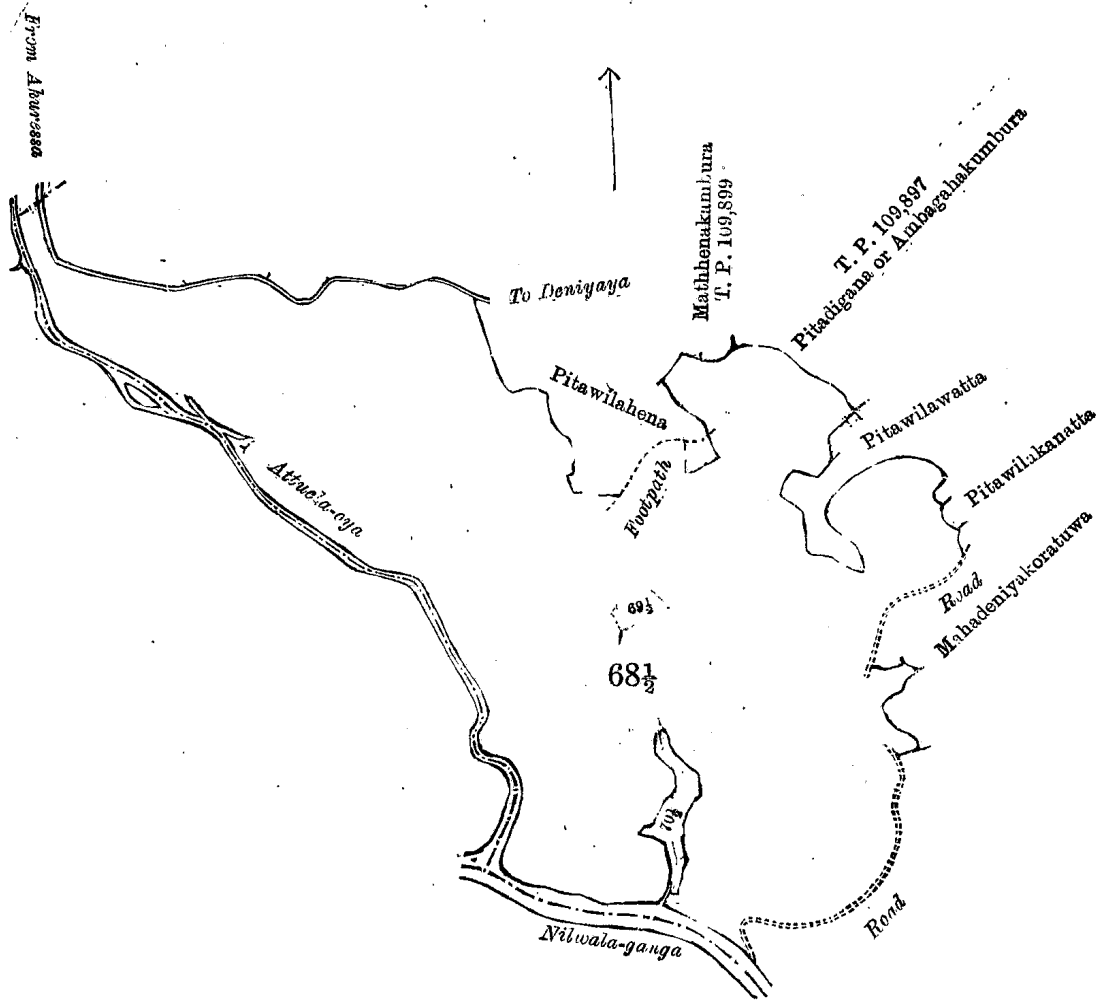 From Akuressa
To Deniyaya
Mathhenakumbura
T. P. 109,899
T. P. 109,897
Pitadigana or Ambagahakumbura
Pitawilahena
Pitawilawatta
Footpath
Pitawilakanatta
Attuela-oya
Road
Mahadeniyakoratuwa
69½
68½
70½
Road
Nilwala-ganga